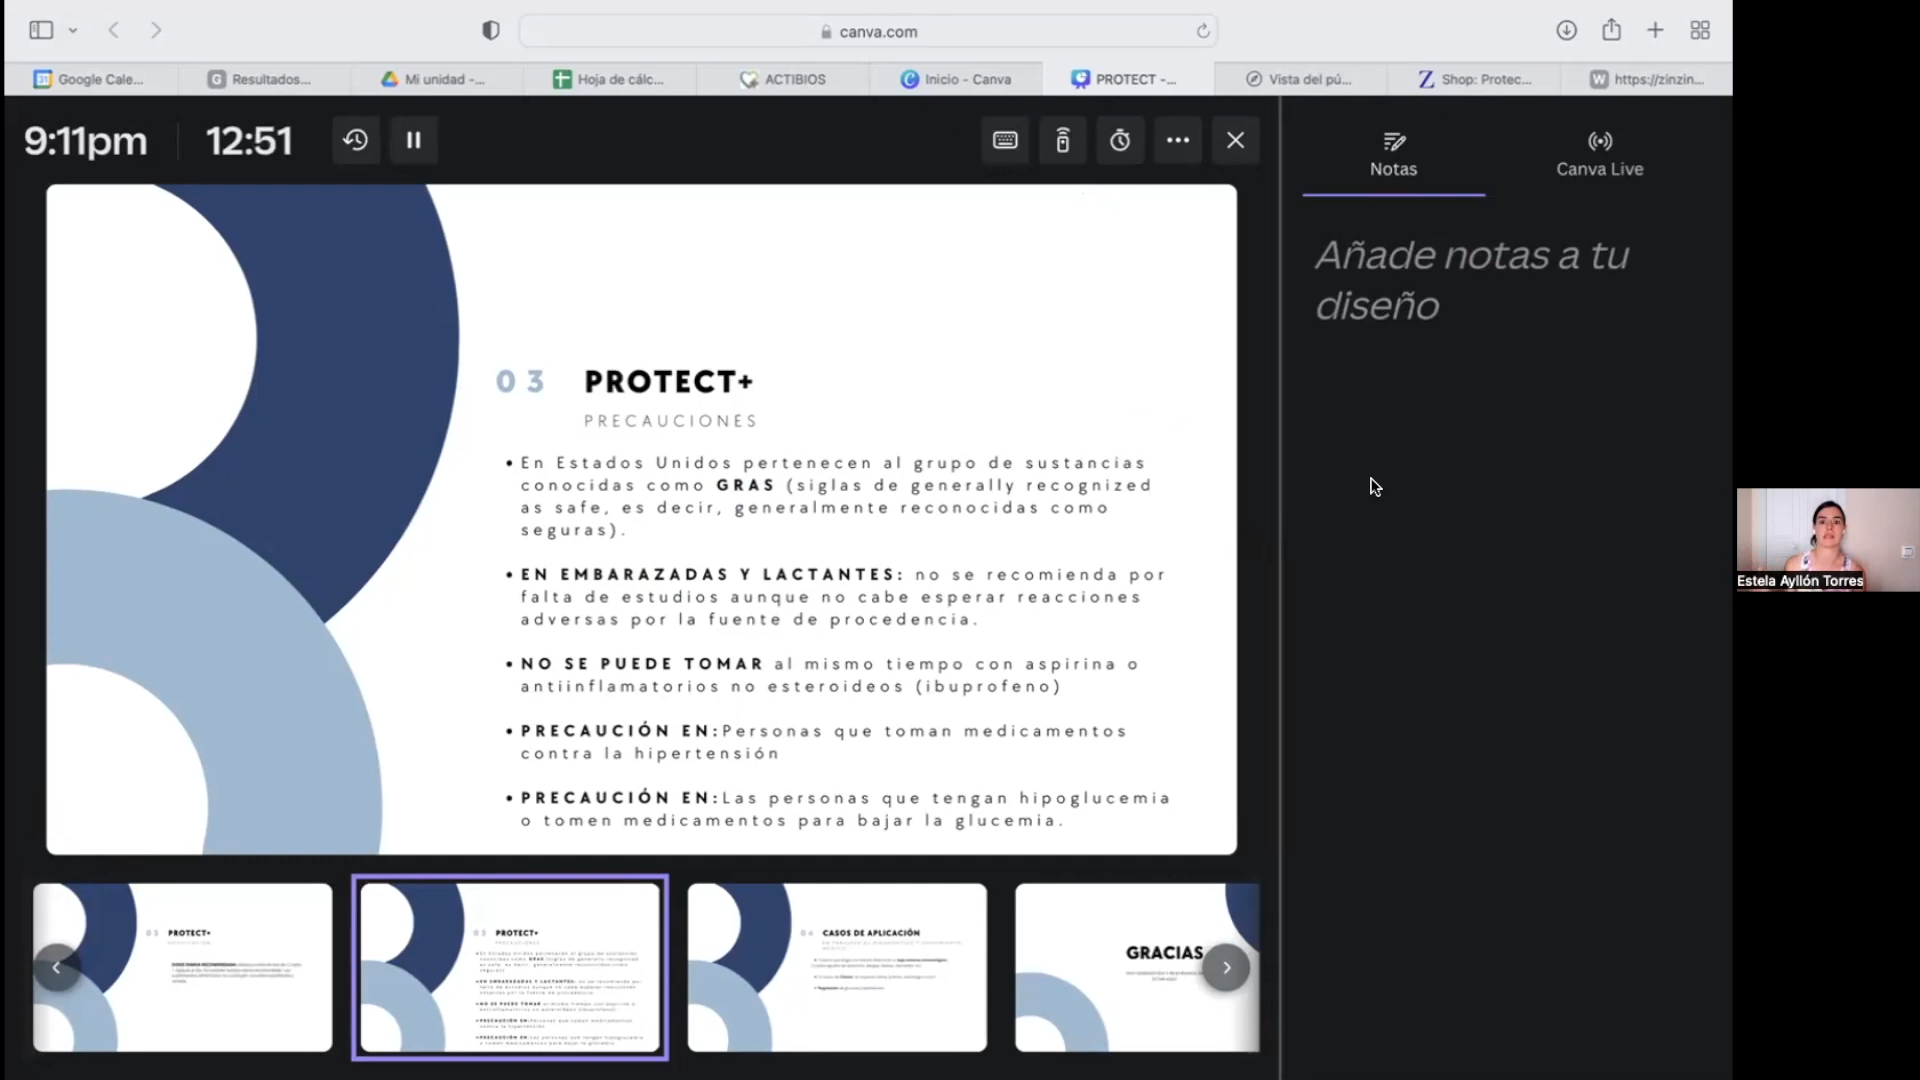 canva.com
Google Cale...
Resultados...
Mi unidad -...
Hoja de cálc...
ACTIBIOS
Inicio - Canva
PROTECT -...
Vista del pú...
Shop: Protec...
https://zinzin...
9:11pm
12:51
Notas
Canva Live
Añade notas a tu
diseño
03 PROTECT+
PRECAUCIONES
• En Estados Unidos pertenecen al grupo de sustancias
conocidas como GRAS (siglas de generally recognized
as safe, es decir, generalmente reconocidas como
seguras).
• EN EMBARAZADAS Y LACTANTES: no se recomienda por
falta de estudios aunque no cabe esperar reacciones
adversas por la fuente de procedencia.
• NO SE PUEDE TOMAR al mismo tiempo con aspirina o
antiinflamatorios no esteroideos (ibuprofeno)
• PRECAUCIÓN EN:Personas que toman medicamentos
contra la hipertensión
• PRECAUCIÓN EN:Las personas que tengan hipoglucemia
o tomen medicamentos para bajar la glucemia.
Estela Ayllón Torres
03 PROTECT+
03 PROTECT+
PRECAUCIONES
04 CASOS DE APLICACIÓN
GRACIAS